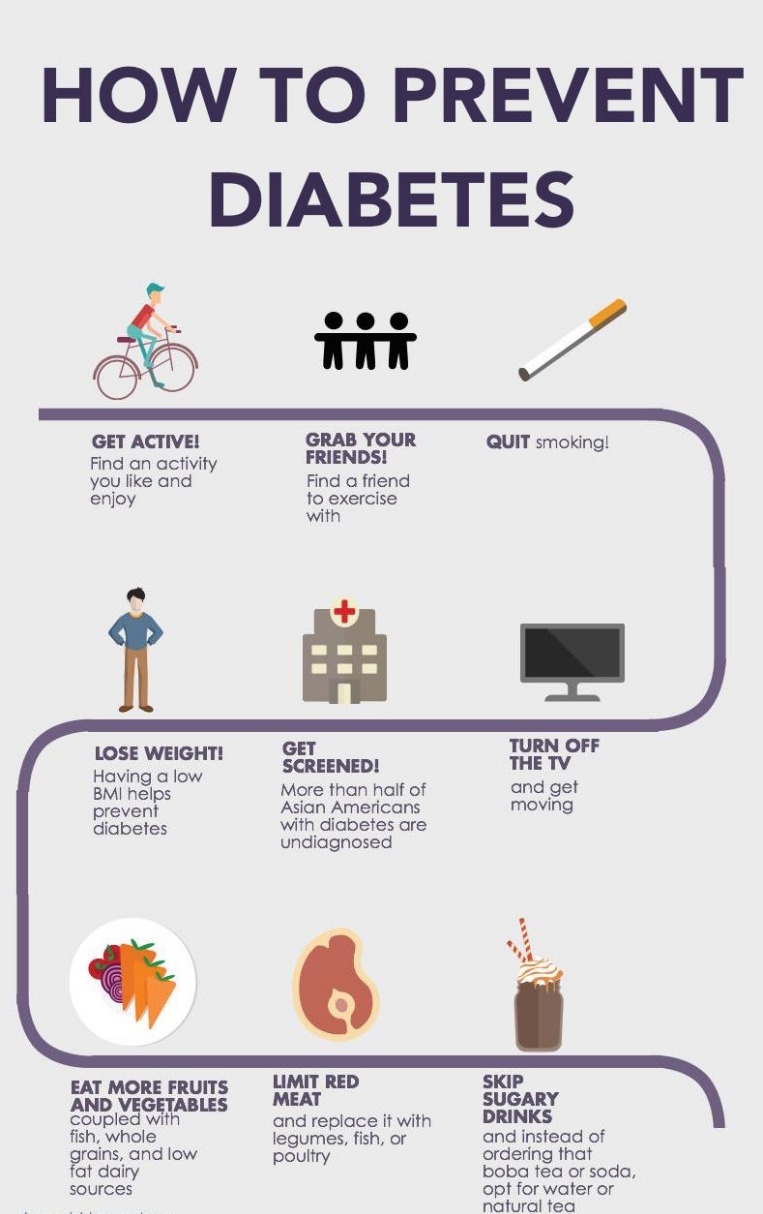 HOW TO PREVENT
DIABETES
GET ACTIVE!
Find an activity
you like and
enjoy
GRAB YOUR
FRIENDS!
Find a friend
to exercise
with
QUIT smoking!
LOSE WEIGHT!
Having a low
BMI helps
prevent
diabetes
GET
SCREENED!
More than half of
Asian Americans
with diabetes are
undiagnosed
TURN OFF
THE TV
and get
moving
EAT MORE FRUITS
AND VEGETABLES
coupled with
fish, whole
grains, and low
fat dairy
sources
LIMIT RED
MEAT
and replace it with
legumes, fish, or
poultry
SKIP
SUGARY
DRINKS
and instead of
ordering that
boba tea or soda,
opt for water or
natural tea